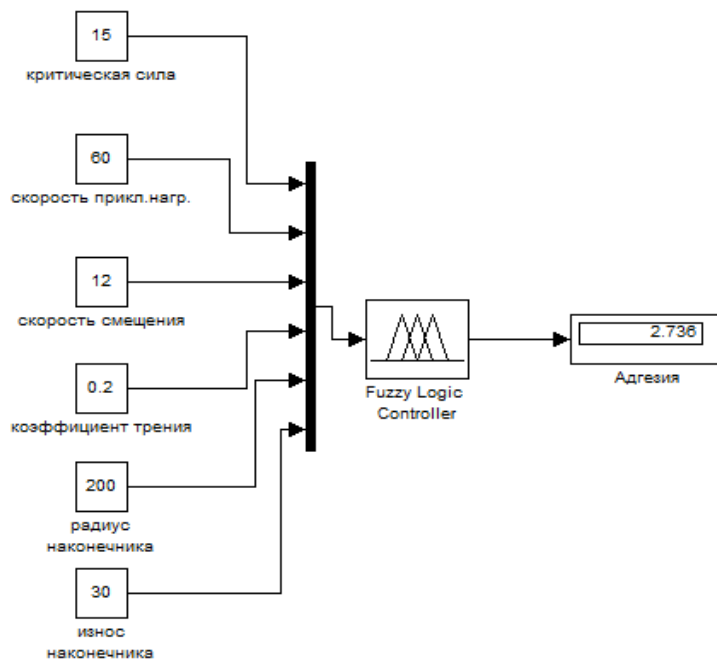 15
критическая сила
60
скорость прикл.нагр.
12
скорость смещения
0.2
коэффициент трения
200
радиус
наконечника
30
износ
наконечника
Fuzzy Logic
Controller
2.736
Адгезия